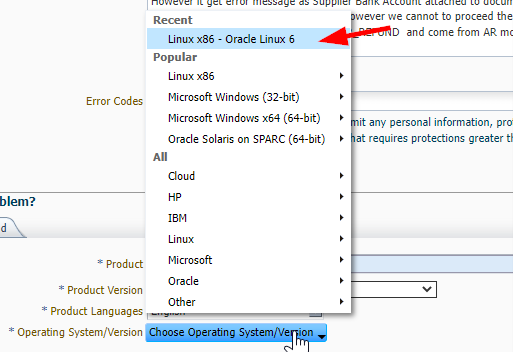 However it get error message as Supplier Bank Account attached to docum
Recent
owever we cannot to proceed the
Linux x86 - Oracle Linux 6
_REFUND and come from AR mo
Popular
Linux x86
Error Codes
Microsoft Windows (32-bit)
Microsoft Windows x64 (64-bit)
mit any personal information, pro
Oracle Solaris on SPARC (64-bit)
hat requires protections greater th
All
Cloud
HP
blem?
IBM
d
Linux
Microsoft
* Product
Oracle
* Product Version
Other
* Product Languages
English
* Operating System/Version
Choose Operating System/Version